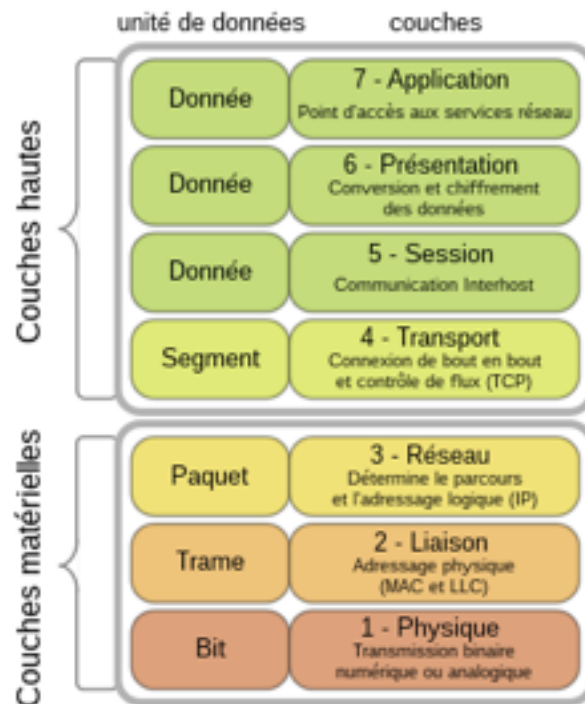 unité de données couches
Couches hautes
Donnée
7 - Application
Point d'accès aux services réseau
Donnée
6 - Présentation
Conversion et chiffrement
des données
Donnée
5 - Session
Communication Interhost
Segment
4 - Transport
Connexion de bout en bout
et contrôle de flux (TCP)
Couches matérielles
Paquet
3 - Réseau
Détermine le parcours
et l'adressage logique (IP)
Trame
2 - Liaison
Adressage physique
(MAC et LLC)
Bit
1 - Physique
Transmission binaire
numérique ou analogique